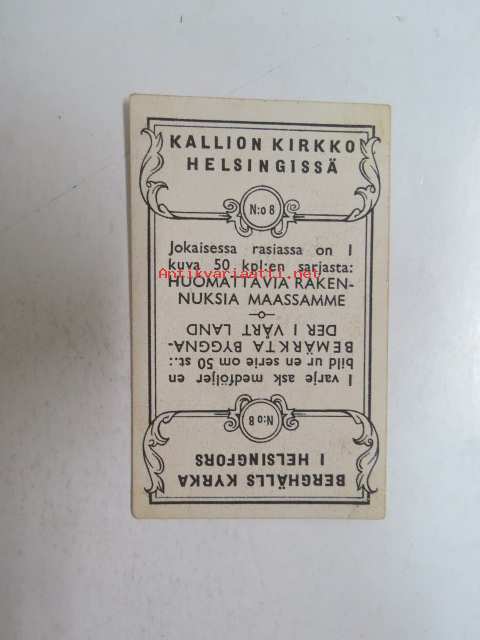 KALLION KIRKKO
HELSINGISSÄ
N:o 8
Jokaisessa rasiassa on 1
kuva 50 kpl:en sarjasta:
Antikvariaatti.net
HUOMATTAVIA RAKEN-
NUKSIA MAASSAMME
BERGHÄLLS KYRKA
I HELSINGFORS
N:o 8
I varje ask medföljer en
bild ur en serie om 50 st.:
BEMÄRKTA BYGGNA-
DER I VÅRT LAND